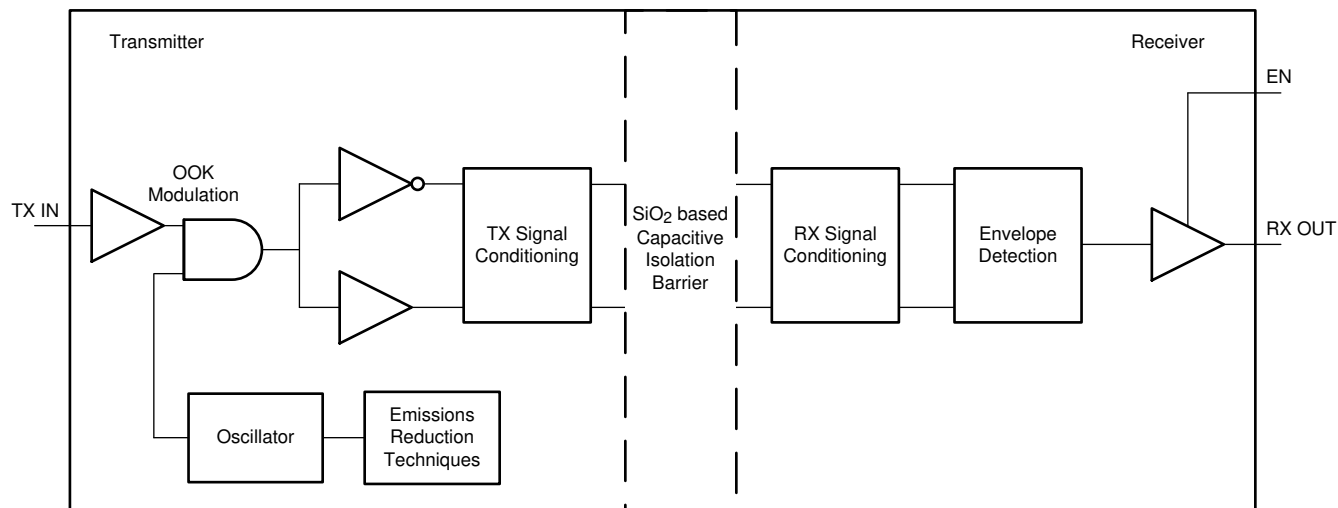 Transmitter
Receiver
EN
OOK
Modulation
TX IN
TX Signal
Conditioning
SiO2 based
Capacitive
Isolation
Barrier
RX Signal
Conditioning
Envelope
Detection
RX OUT
Oscillator
Emissions
Reduction
Techniques